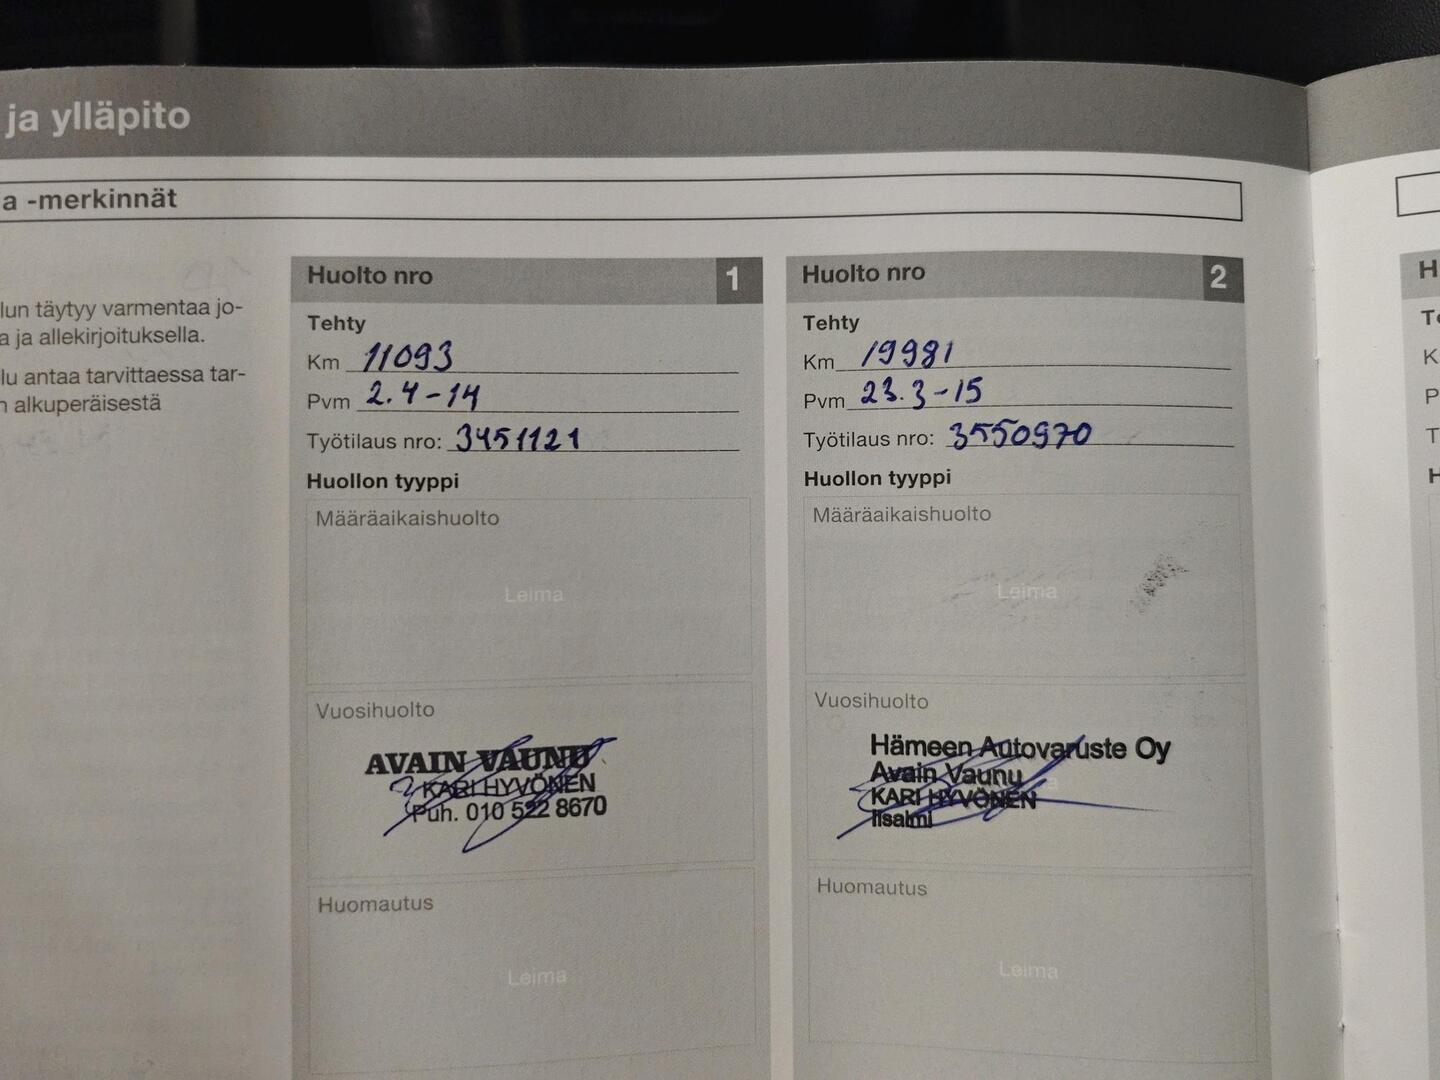 ja ylläpito
a -merkinnät
lun täytyy varmentaa jo-
a ja allekirjoituksella.
lu antaa tarvittaessa tar-
n alkuperäisestä
Huolto nro 1
Tehty
Km 11093
Pvm 2.4-14
Työtilaus nro: 3451121
Huollon tyyppi
Määräaikaishuolto
Leima
Vuosihuolto
AVAIN VAUNU
KARI HYVÖNEN
Puh. 010 522 8670
Huomautus
Leima
Huolto nro 2
Tehty
Km 19981
Pvm 23.3-15
Työtilaus nro: 3550970
Huollon tyyppi
Määräaikaishuolto
Leima
Vuosihuolto
Hämeen Autovaruste Oy
Avain Vaunu
KARI HYVÖNEN
Iisalmi
Huomautus
Leima
H
Te
K
P
T
H